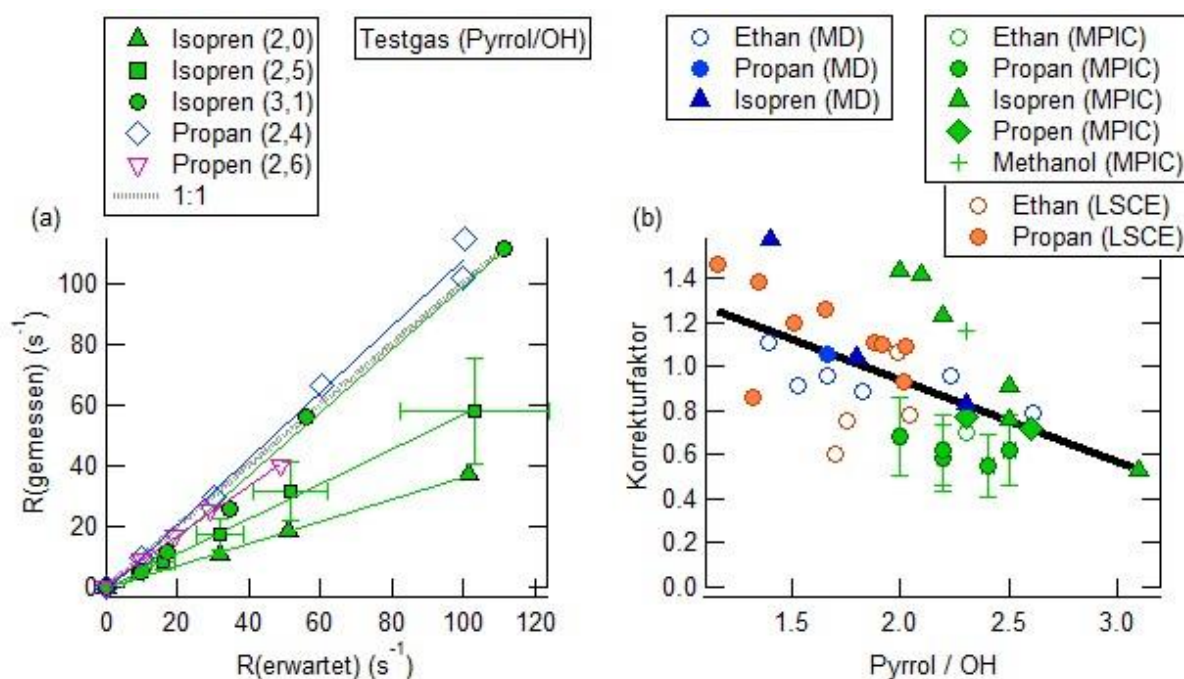 Isopren (2,0)
Isopren (2,5)
Isopren (3,1)
Propan (2,4)
Propen (2,6)
1:1
Testgas (Pyrrol/OH)
Ethan (MD)
Propan (MD)
Isopren (MD)
Ethan (MPIC)
Propan (MPIC)
Isopren (MPIC)
Propen (MPIC)
Methanol (MPIC)
Ethan (LSCE)
Propan (LSCE)
(a)
R(gemesssen) (s⁻¹)
100
80
60
40
20
0
0 20 40 60 80 100 120
R(erwartet) (s⁻¹)
(b)
Korrekturfaktor
1.4
1.2
1.0
0.8
0.6
0.4
0.2
0.0
1.5 2.0 2.5 3.0
Pyrrol / OH